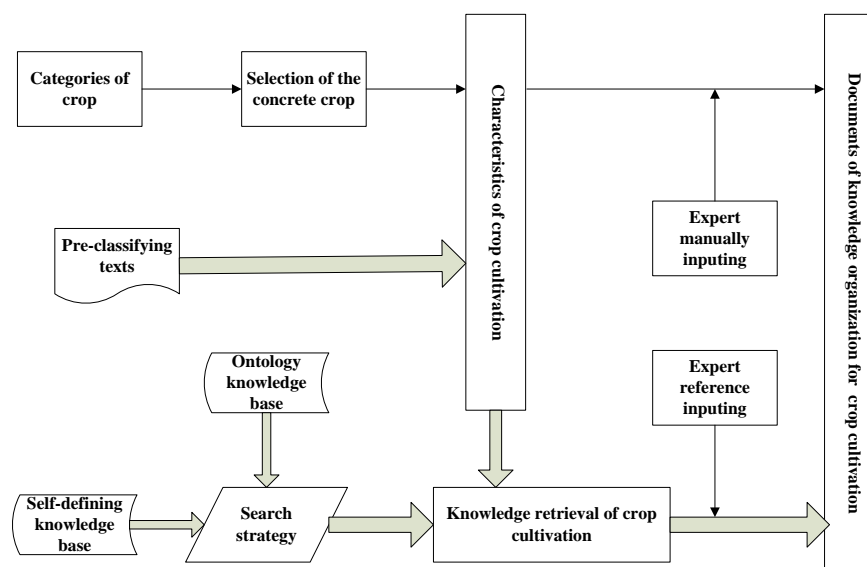 Categories of
crop
Selection of the
concrete crop
Characteristics of crop cultivation
Documents of knowledge organization for crop cultivation
Pre-classifying
texts
Expert
manually
inputing
Ontology
knowledge
base
Expert
reference
inputing
Self-defining
knowledge
base
Search
strategy
Knowledge retrieval of crop
cultivation